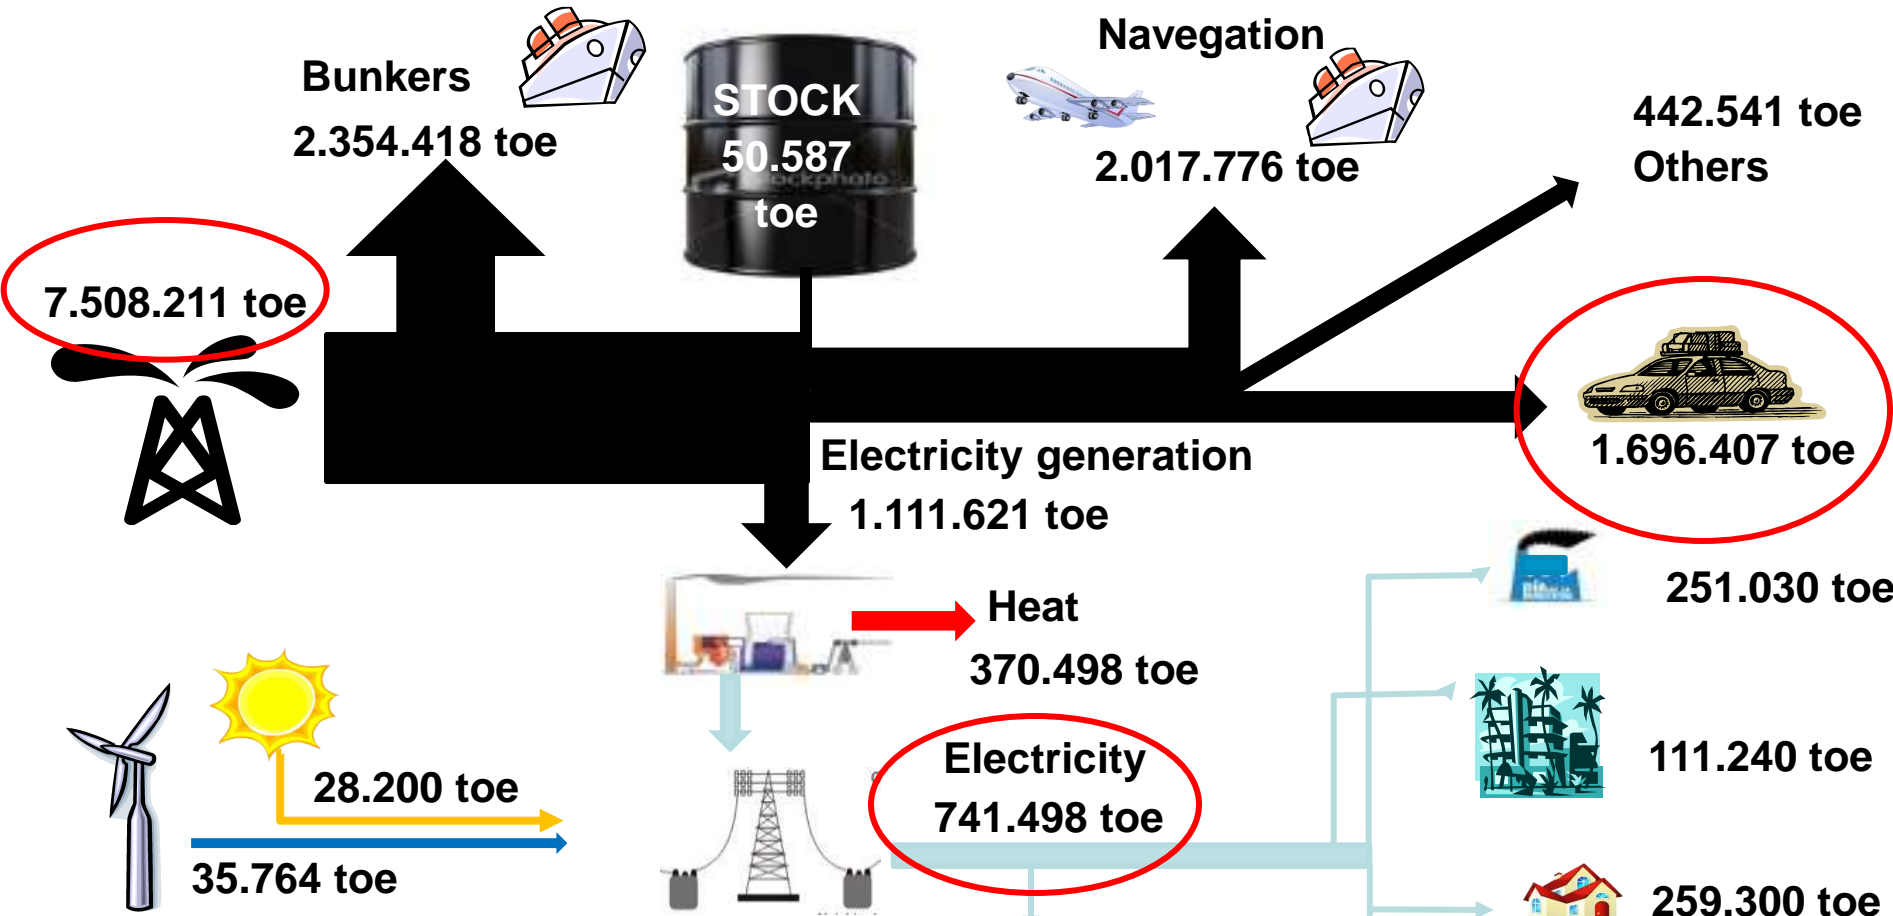 Bunkers
2.354.418 toe
STOCK
50.587
toe
Navegation
2.017.776 toe
442.541 toe
Others
7.508.211 toe
1.696.407 toe
Electricity generation
1.111.621 toe
251.030 toe
Heat
370.498 toe
111.240 toe
Electricity
741.498 toe
28.200 toe
35.764 toe
259.300 toe